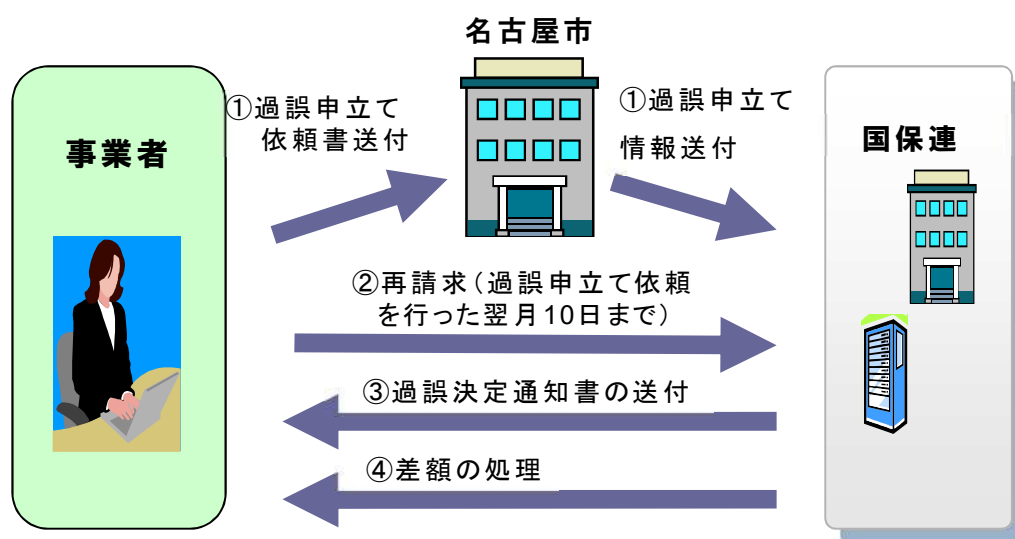 名古屋市
事業者
①過誤申立て
依頼書送付
①過誤申立て
情報送付
国保連
②再請求（過誤申立て依頼
を行った翌月10日まで）
③過誤決定通知書の送付
④差額の処理